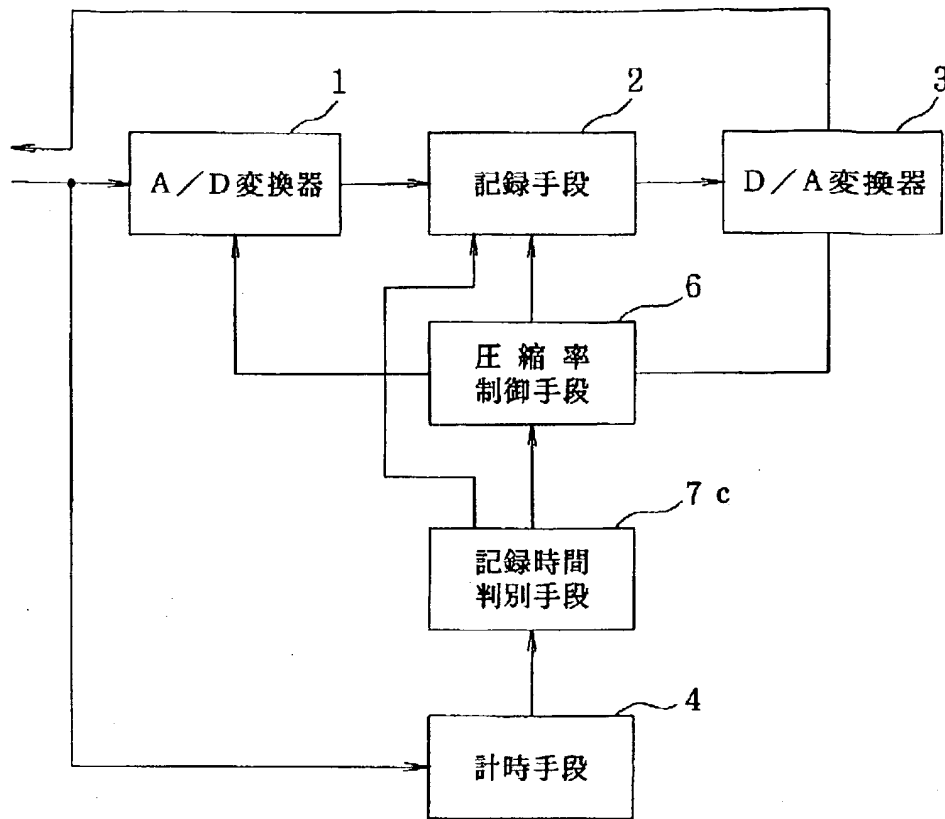 1
2
3
A／D変換器
記録手段
D／A変換器
6
圧縮率
制御手段
7c
記録時間
判別手段
4
計時手段